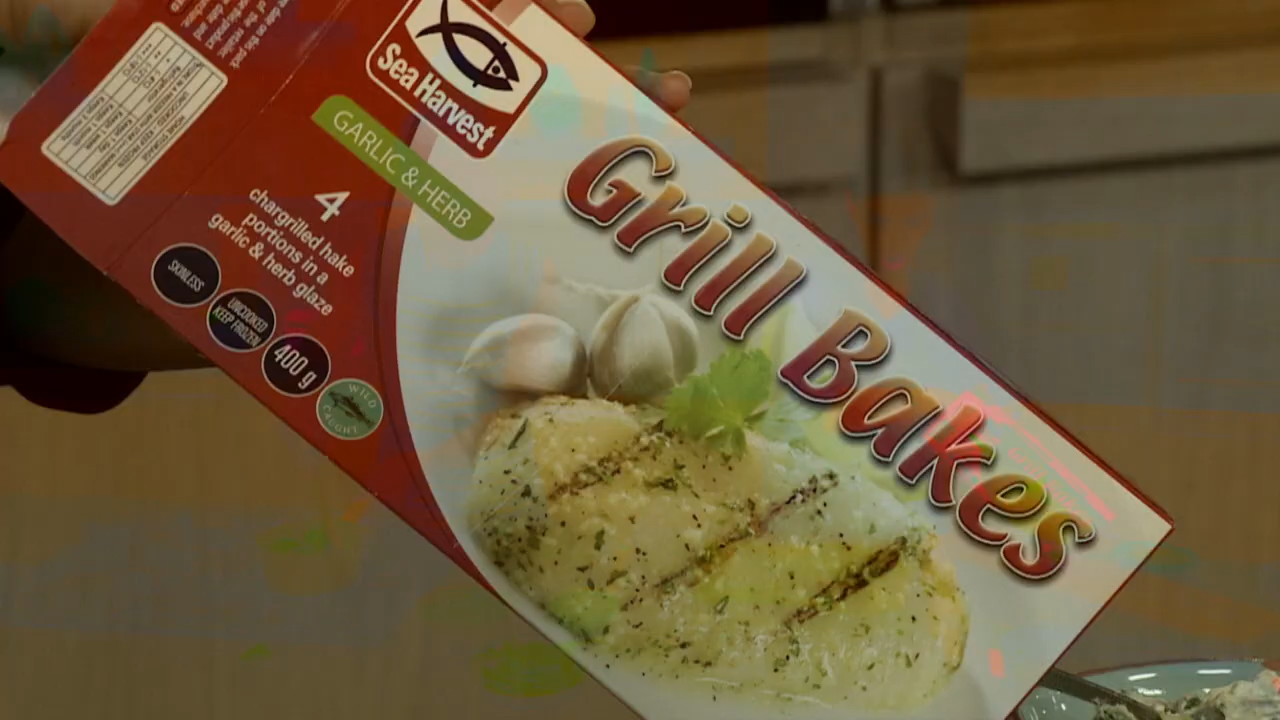 Sea Harvest
GARLIC & HERB
Grill Bakes
4
chargrilled hake
portions in a
garlic & herb glaze
SKINLESS
UNCOOKED
KEEP FROZEN
400 g
WILD
CAUGHT